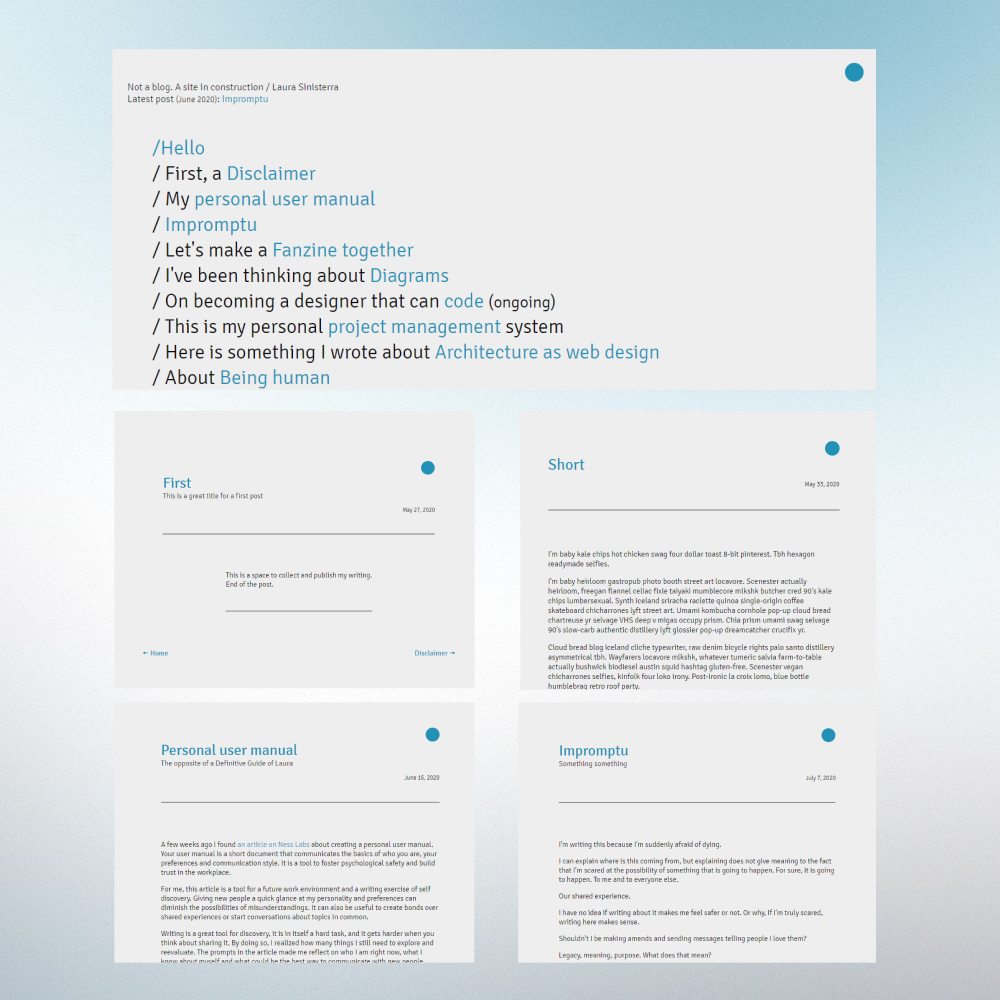 Not a blog. A site in construction / Laura Sinisterra
Latest post (June 2020): Impromptu
/Hello
/ First, a Disclaimer
/ My personal user manual
/ Impromptu
/ Let's make a Fanzine together
/ I've been thinking about Diagrams
/ On becoming a designer that can code (ongoing)
/ This is my personal project management system
/ Here is something I wrote about Architecture as web design
/ About Being human
First
This is a great title for a first post
May 27, 2020
This is a space to collect and publish my writing.
End of the post.
← Home
Disclaimer →
Short
May 33, 2020
I'm baby kale chips hot chicken swag four dollar toast 8-bit pinterest. Tbh hexagon
readymade selfies.
I'm baby heirloom gastropub photo booth street art locavore. Scenester actually
heirloom, freegan flannel celiac fixie taiyaki mumblecore mlkshk butcher cred 90's kale
chips lumbersexual. Synth iceland sriracha raclette quinoa single-origin coffee
skateboard chicharrones lyft street art. Umami kombucha cornhole pop-up cloud bread
chartreuse yr selvage VHS deep v migas occupy prism. Chia prism umami swag selvage
90's slow-carb authentic distillery lyft glossier pop-up dreamcatcher crucifix yr.
Cloud bread blog iceland cliche typewriter, raw denim bicycle rights palo santo distillery
asymmetrical tbh. Wayfarers locavore mlkshk, whatever tumeric salvia farm-to-table
actually bushwick biodiesel austin squid hashtag gluten-free. Scenester vegan
chicharrones selfies, kinfolk four loko irony. Post-ironic la croix lomo, blue bottle
humblebrag retro roof party.
Personal user manual
The opposite of a Definitive Guide of Laura
June 16, 2020
A few weeks ago I found an article on Ness Labs about creating a personal user manual.
Your user manual is a short document that communicates the basics of who you are, your
preferences and communication style. It is a tool to foster psychological safety and build
trust in the workplace.
For me, this article is a tool for a future work environment and a writing exercise of self
discovery. Giving new people a quick glance at my personality and preferences can
diminish the possibilities of misunderstandings. It can also be useful to create bonds over
shared experiences or start conversations about topics in common.
Writing is a great tool for discovery, it is in itself a hard task, and it gets harder when you
think about sharing it. By doing so, I realized how many things I still need to explore and
reevaluate. The prompts in the article made me reflect on who I am right now, what I
know about myself and what could be the best way to communicate with new people
Impromptu
Something something
July 7, 2020
I'm writing this because I'm suddenly afraid of dying.
I can explain where is this coming from, but explaining does not give meaning to the fact
that I'm scared at the possibility of something that is going to happen. For sure, it is going
to happen. To me and to everyone else.
Our shared experience.
I have no idea if writing about it makes me feel safer or not. Or why, if I'm truly scared,
writing here makes sense.
Shouldn't I be making amends and sending messages telling people I love them?
Legacy, meaning, purpose. What does that mean?